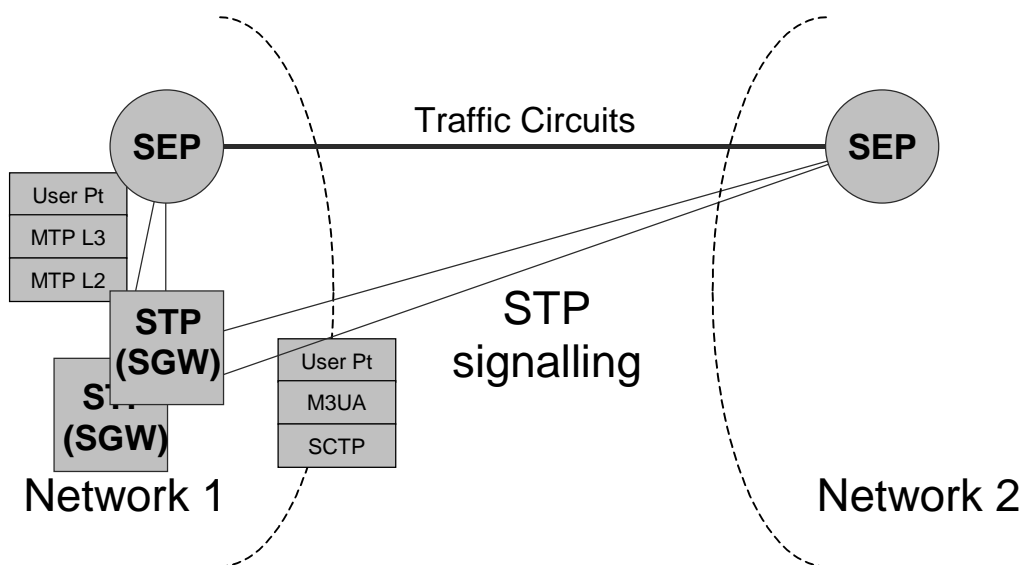 Traffic Circuits
SEP
SEP
User Pt
MTP L3
MTP L2
STP
(SGW)
STP
signalling
User Pt
M3UA
SCTP
(SGW)
Network 1
Network 2